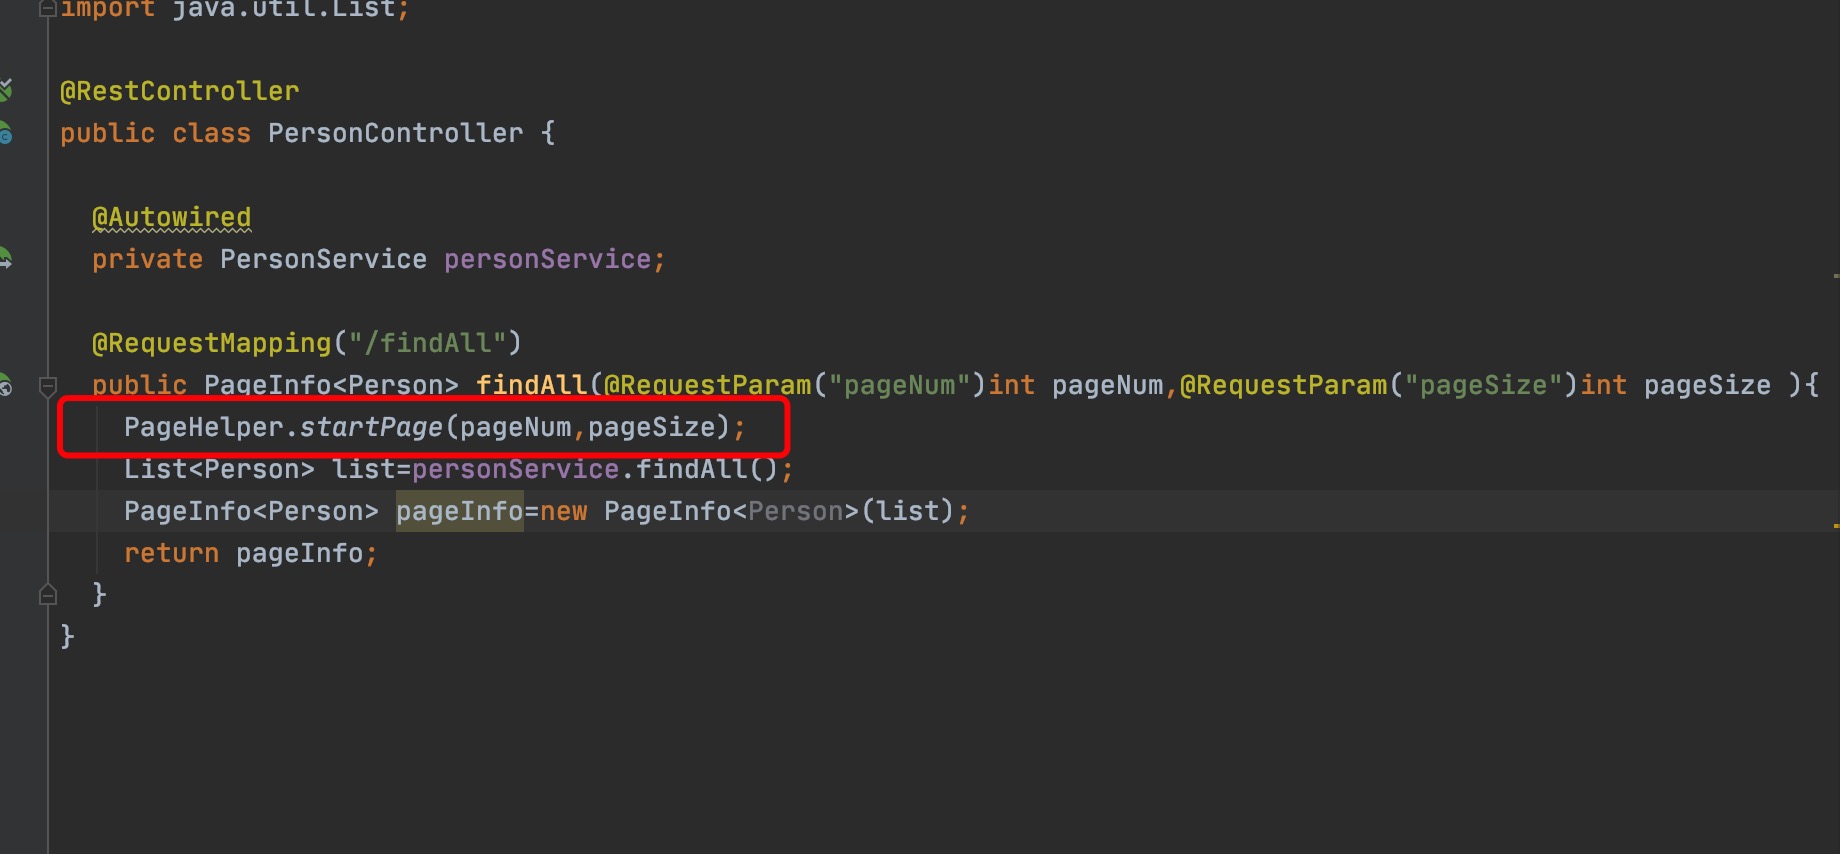 import java.util.List;
@RestController
public class PersonController {
@Autowired
private PersonService personService;
@RequestMapping("/findAll")
public PageInfo<Person> findAll(@RequestParam("pageNum")int pageNum,@RequestParam("pageSize")int pageSize ){
PageHelper.startPage(pageNum,pageSize);
List<Person> list=personService.findAll();
PageInfo<Person> pageInfo=new PageInfo<Person>(list);
return pageInfo;
}
}